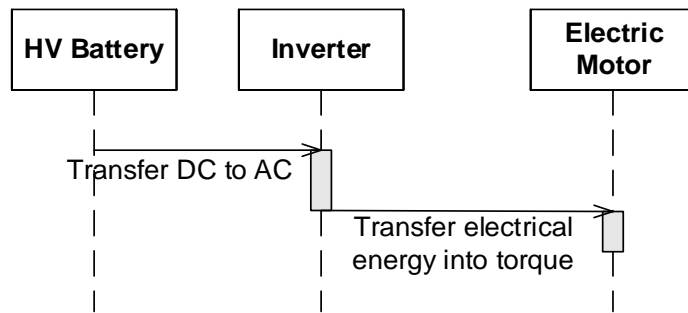 HV Battery
Inverter
Electric
Motor
Transfer DC to AC
Transfer electrical
energy into torque